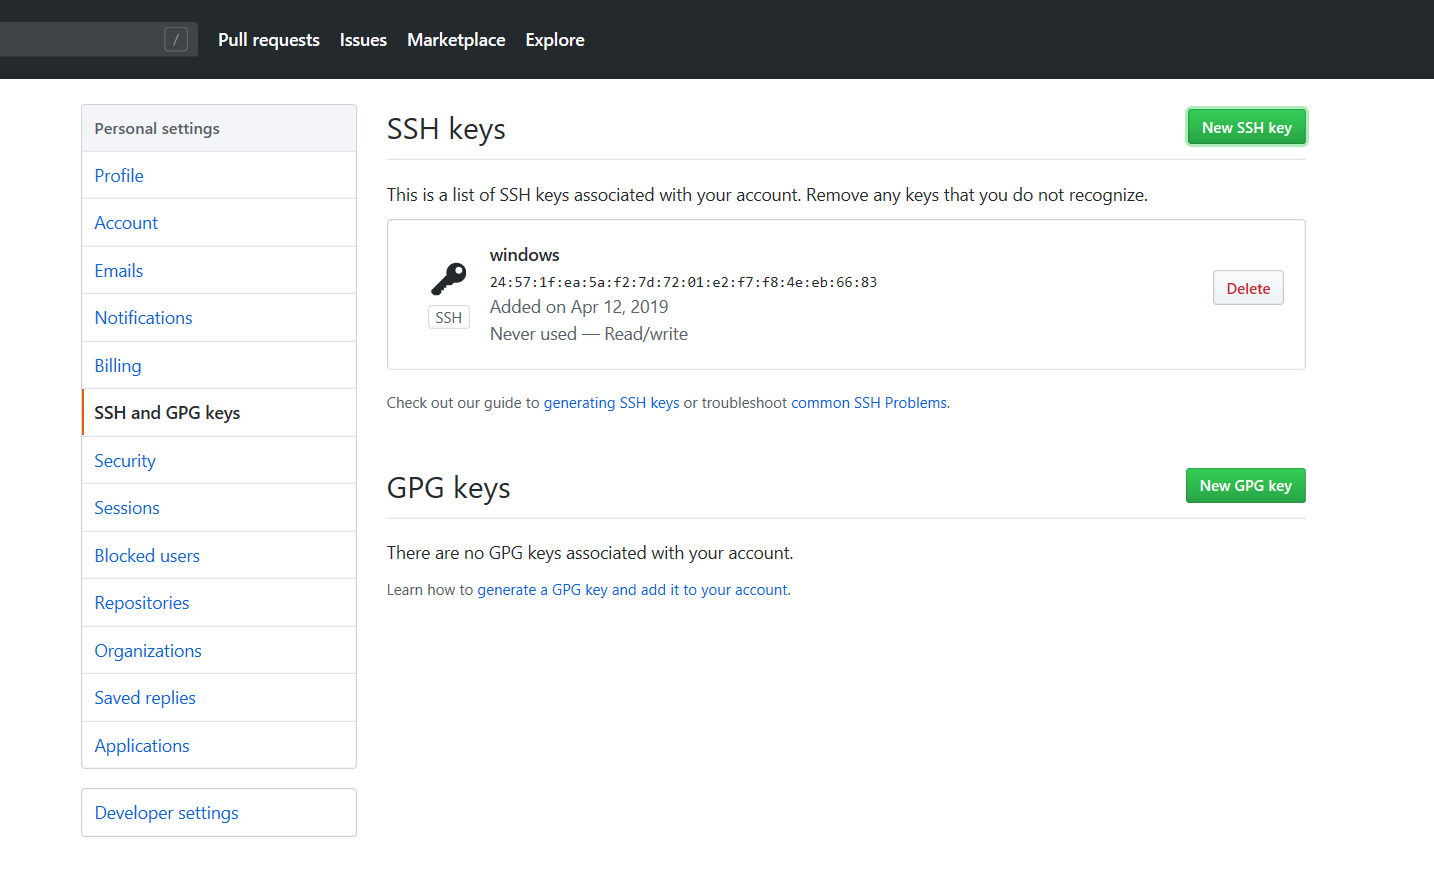 / Pull requests Issues Marketplace Explore
Personal settings
Profile
Account
Emails
Notifications
Billing
SSH and GPG keys
Security
Sessions
Blocked users
Repositories
Organizations
Saved replies
Applications
Developer settings
SSH keys
New SSH key
This is a list of SSH keys associated with your account. Remove any keys that you do not recognize.
windows
24:57:1f:ea:5a:f2:7d:72:01:e2:f7:f8:4e:eb:66:83
Added on Apr 12, 2019
Never used — Read/write
SSH
Delete
Check out our guide to generating SSH keys or troubleshoot common SSH Problems.
GPG keys
New GPG key
There are no GPG keys associated with your account.
Learn how to generate a GPG key and add it to your account.